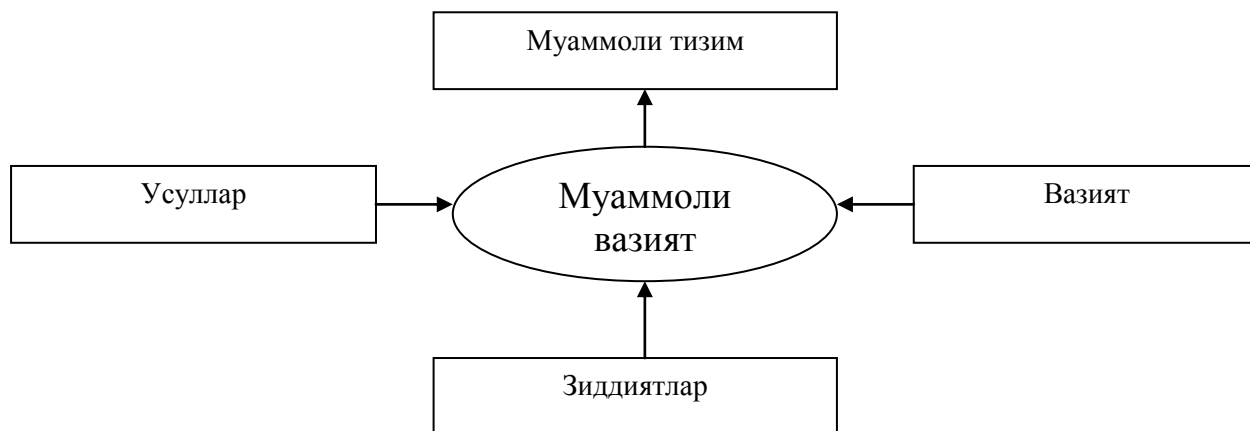 Муаммоли тизим
Усуллар
Муаммоли
вазият
Вазият
Зиддиятлар